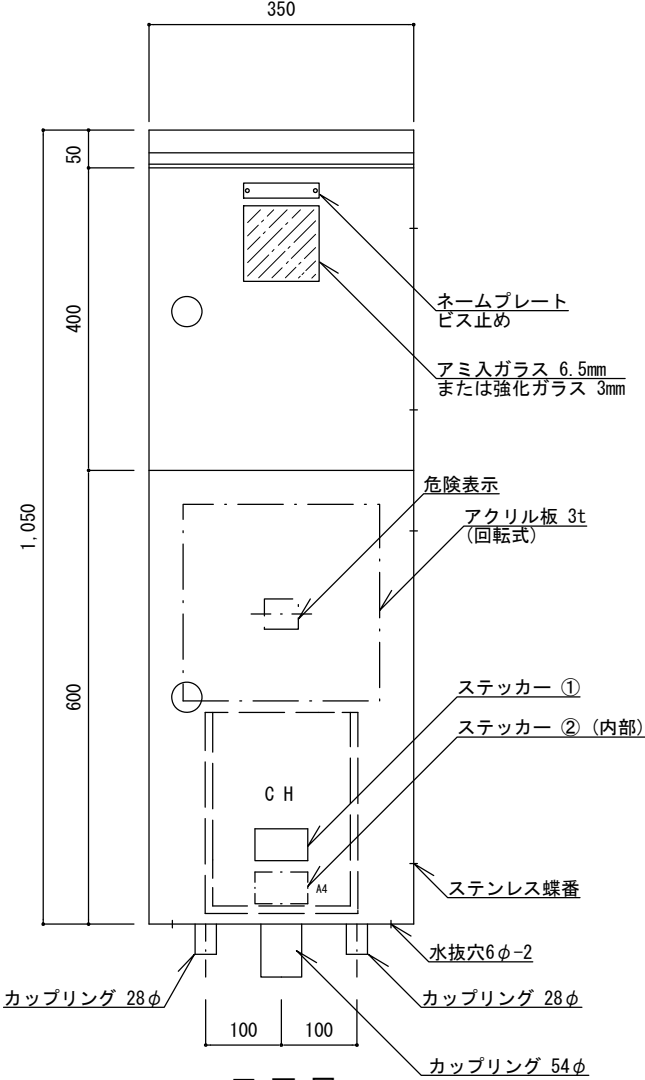 350
50
400
1,050
600
ネームプレート
ビス止め
アミ入ガラス 6.5mm
または強化ガラス 3mm
危険表示
アクリル板 3t
(回転式)
ステッカー ①
ステッカー ② (内部)
C H
A4
ステンレス蝶番
水抜穴6φ-2
カップリング 28φ
カップリング 28φ
100
100
カップリング 54φ